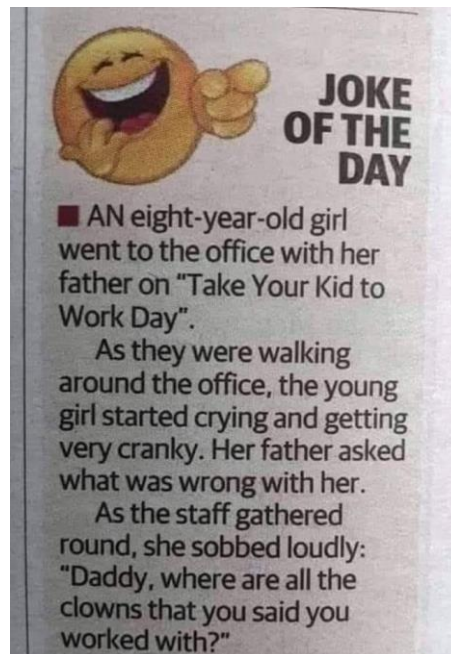 JOKE
OF THE
DAY
■ AN eight-year-old girl
went to the office with her
father on "Take Your Kid to
Work Day".
As they were walking
around the office, the young
girl started crying and getting
very cranky. Her father asked
what was wrong with her.
As the staff gathered
round, she sobbed loudly:
"Daddy, where are all the
clowns that you said you
worked with?"